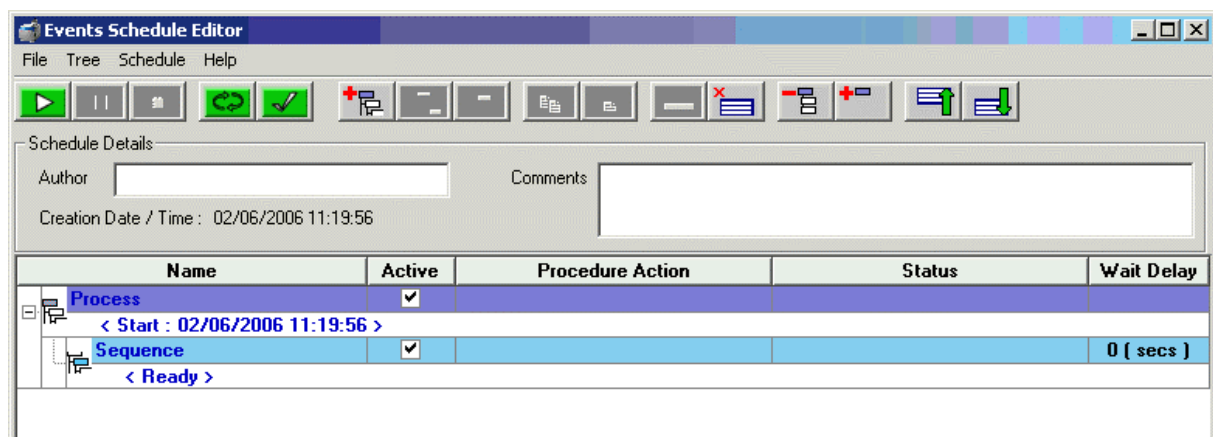 Events Schedule Editor
File Tree Schedule Help
Schedule Details
Author
Comments
Creation Date / Time : 02/06/2006 11:19:56
Name Active Procedure Action Status Wait Delay
Process
< Start : 02/06/2006 11:19:56 >
Sequence 0 ( secs )
< Ready >